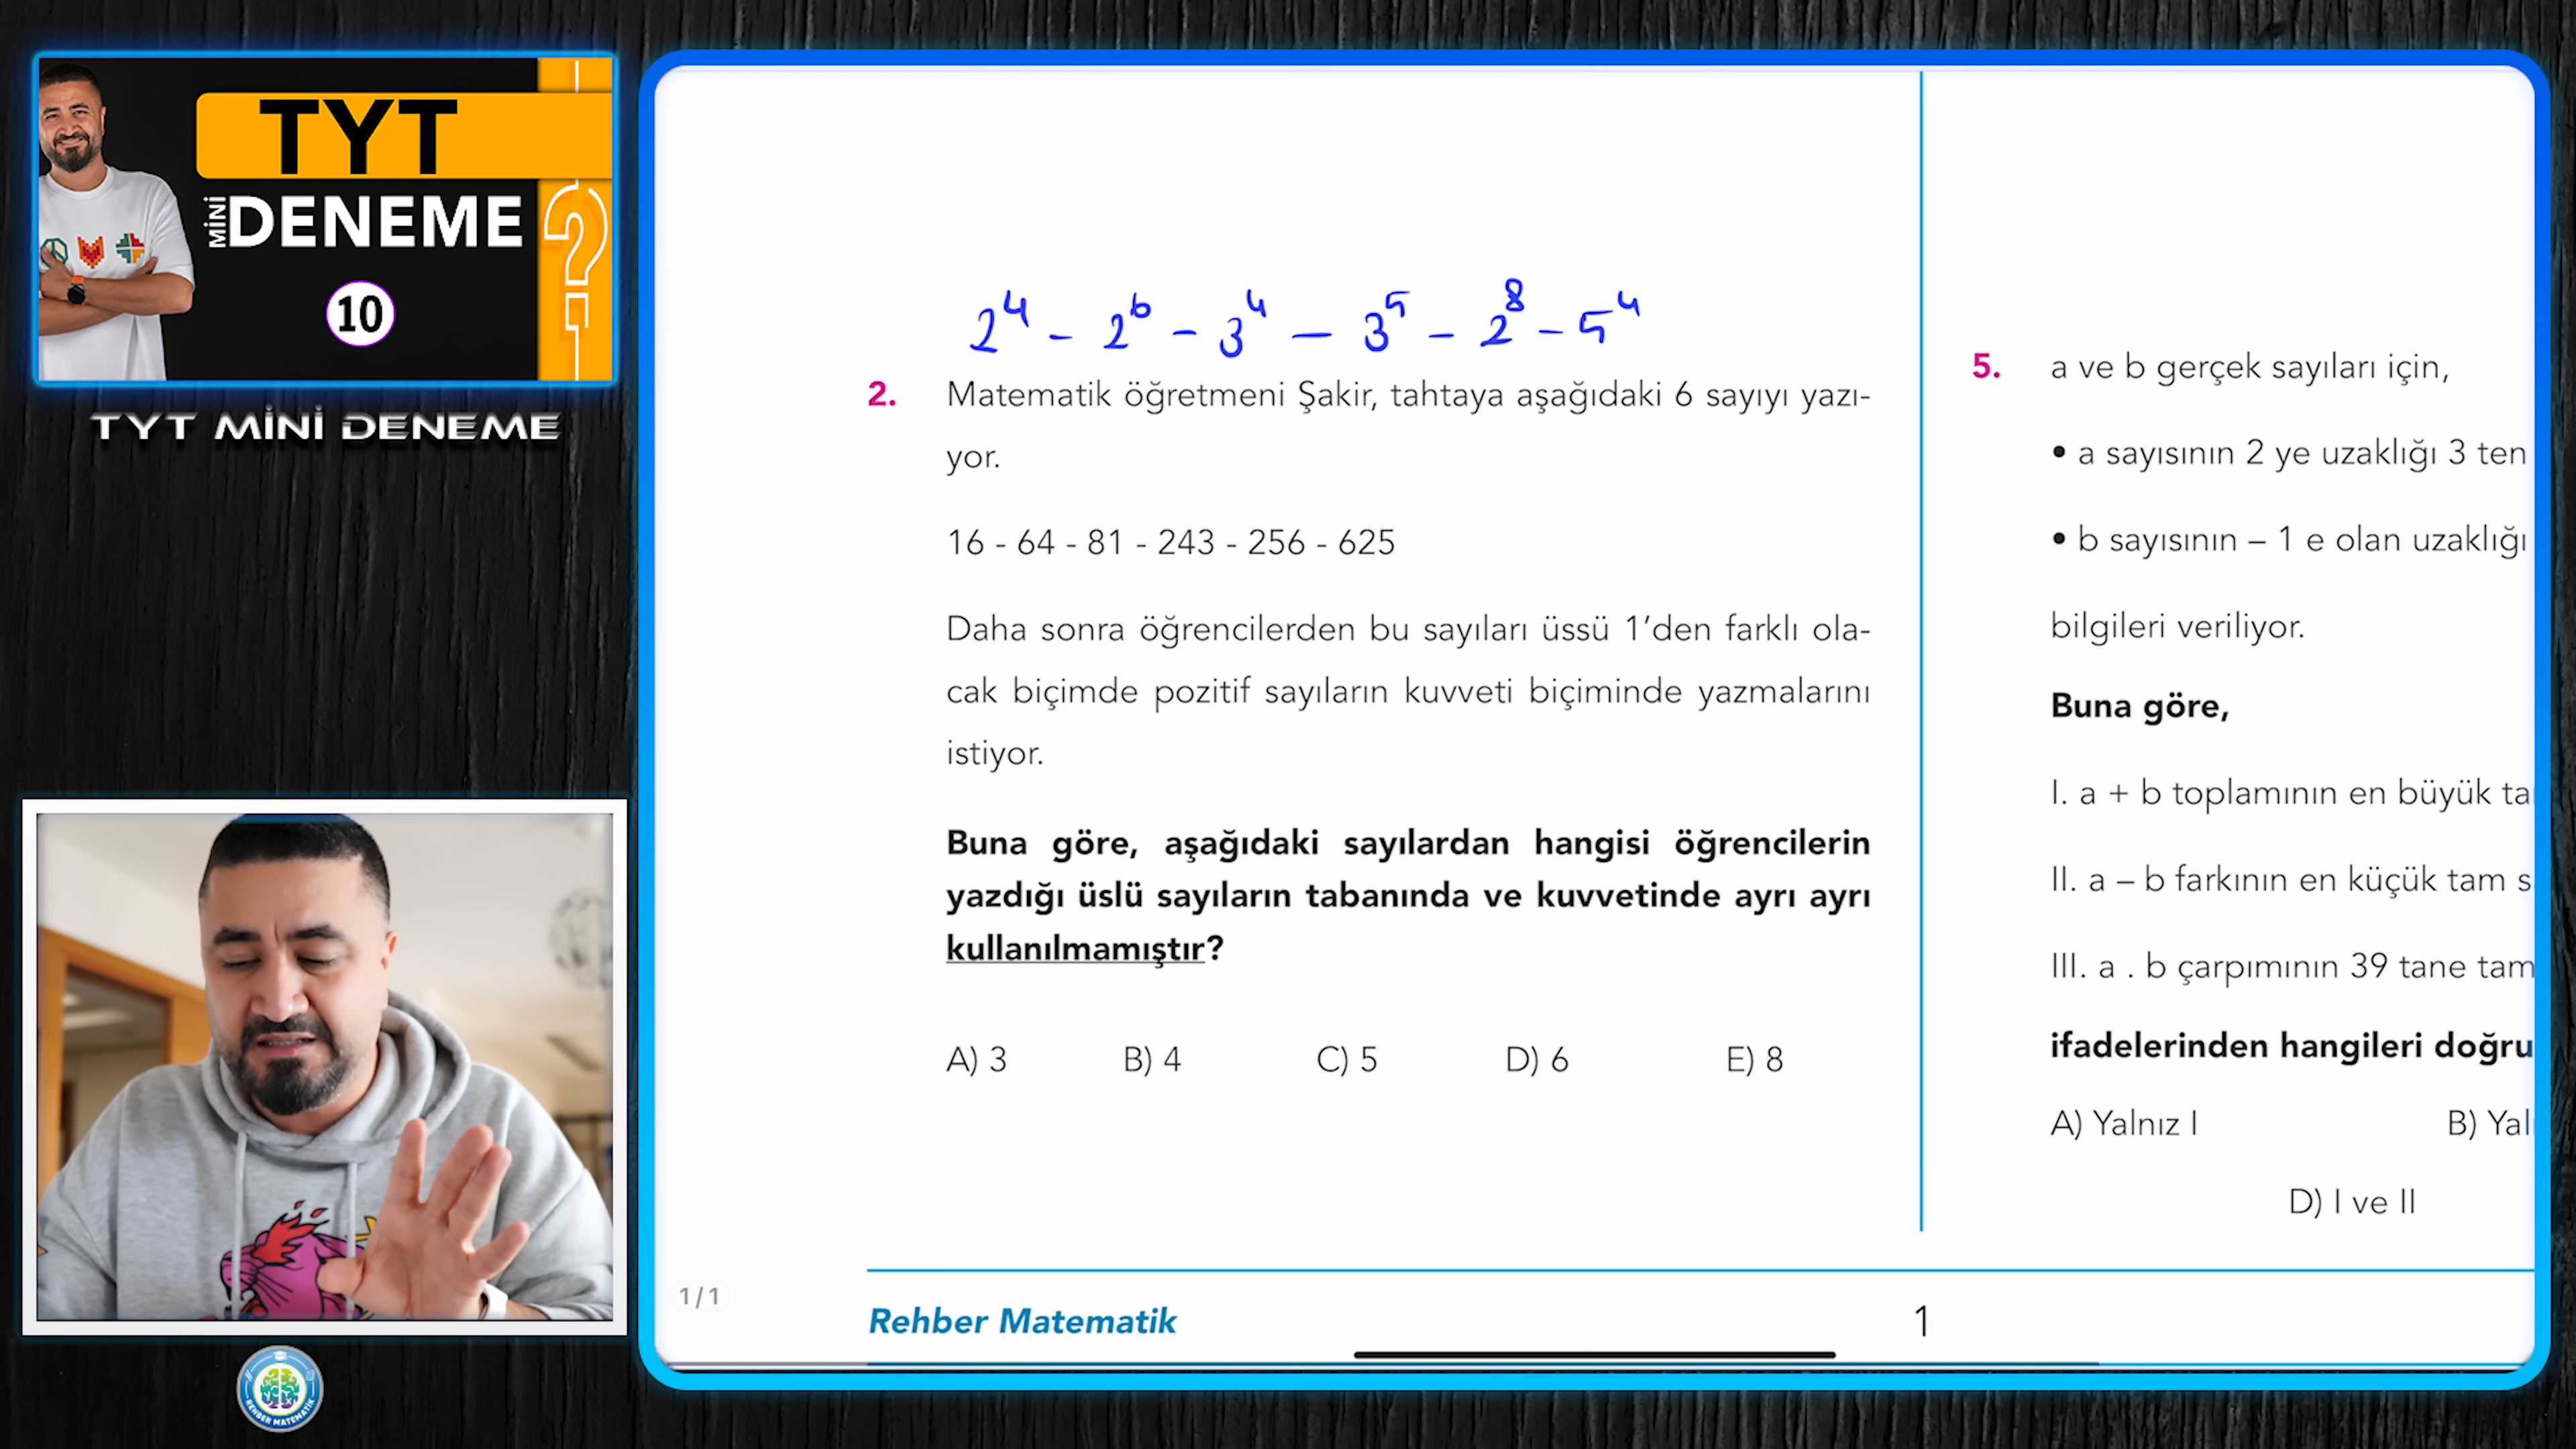 TYT
MİNİ DENEME
10
TYT MİNİ DENEME
REHBER MATEMATİK
2⁴ - 2⁶ - 3⁴ - 3⁵ - 2⁸ - 5⁴
2. Matematik öğretmeni Şakir, tahtaya aşağıdaki 6 sayıyı yazı-
yor.
16 - 64 - 81 - 243 - 256 - 625
Daha sonra öğrencilerden bu sayıları üssü 1’den farklı ola-
cak biçimde pozitif sayıların kuvveti biçiminde yazmalarını
istiyor.
Buna göre, aşağıdaki sayılardan hangisi öğrencilerin
yazdığı üslü sayıların tabanında ve kuvvetinde ayrı ayrı
kullanılmamıştır?
A) 3 B) 4 C) 5 D) 6 E) 8
5. a ve b gerçek sayıları için,
• a sayısının 2 ye uzaklığı 3 ten
• b sayısının – 1 e olan uzaklığı
bilgileri veriliyor.
Buna göre,
I. a + b toplamının en büyük ta
II. a – b farkının en küçük tam s
III. a . b çarpımının 39 tane tam
ifadelerinden hangileri doğru
A) Yalnız I B) Yal
D) I ve II
1/1
Rehber Matematik 1